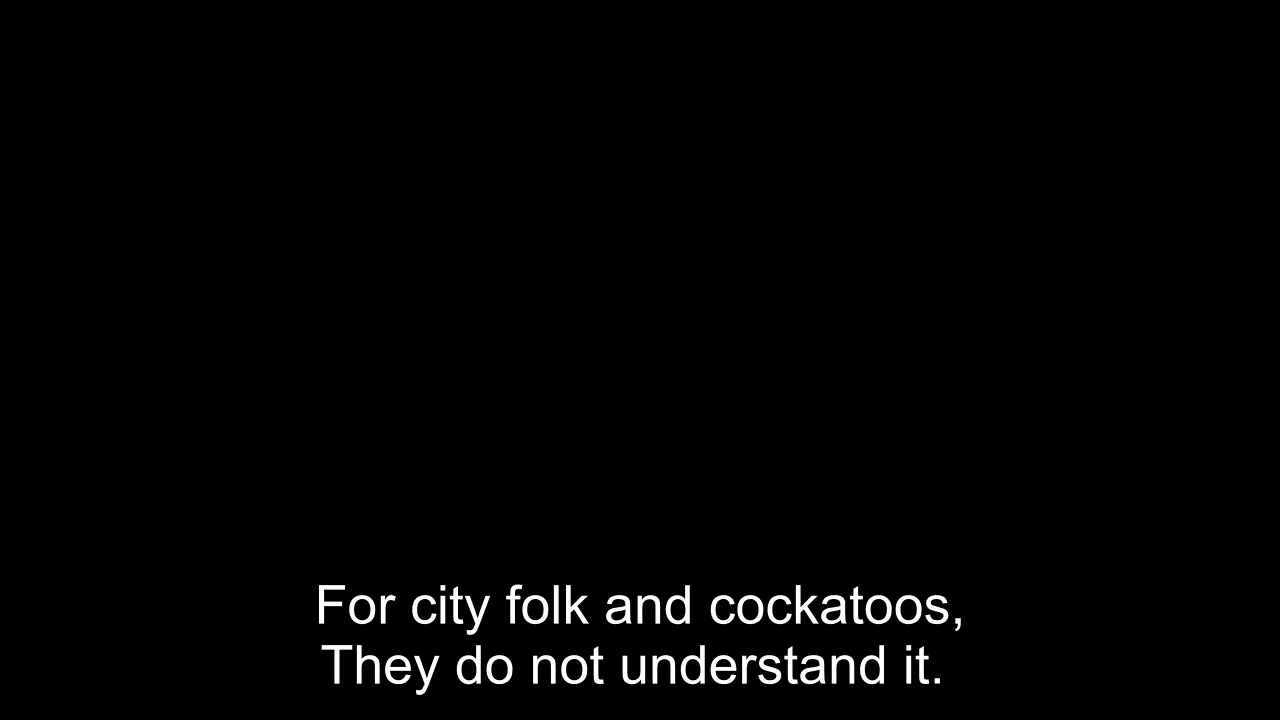 For city folk and cockatoos,
They do not understand it.